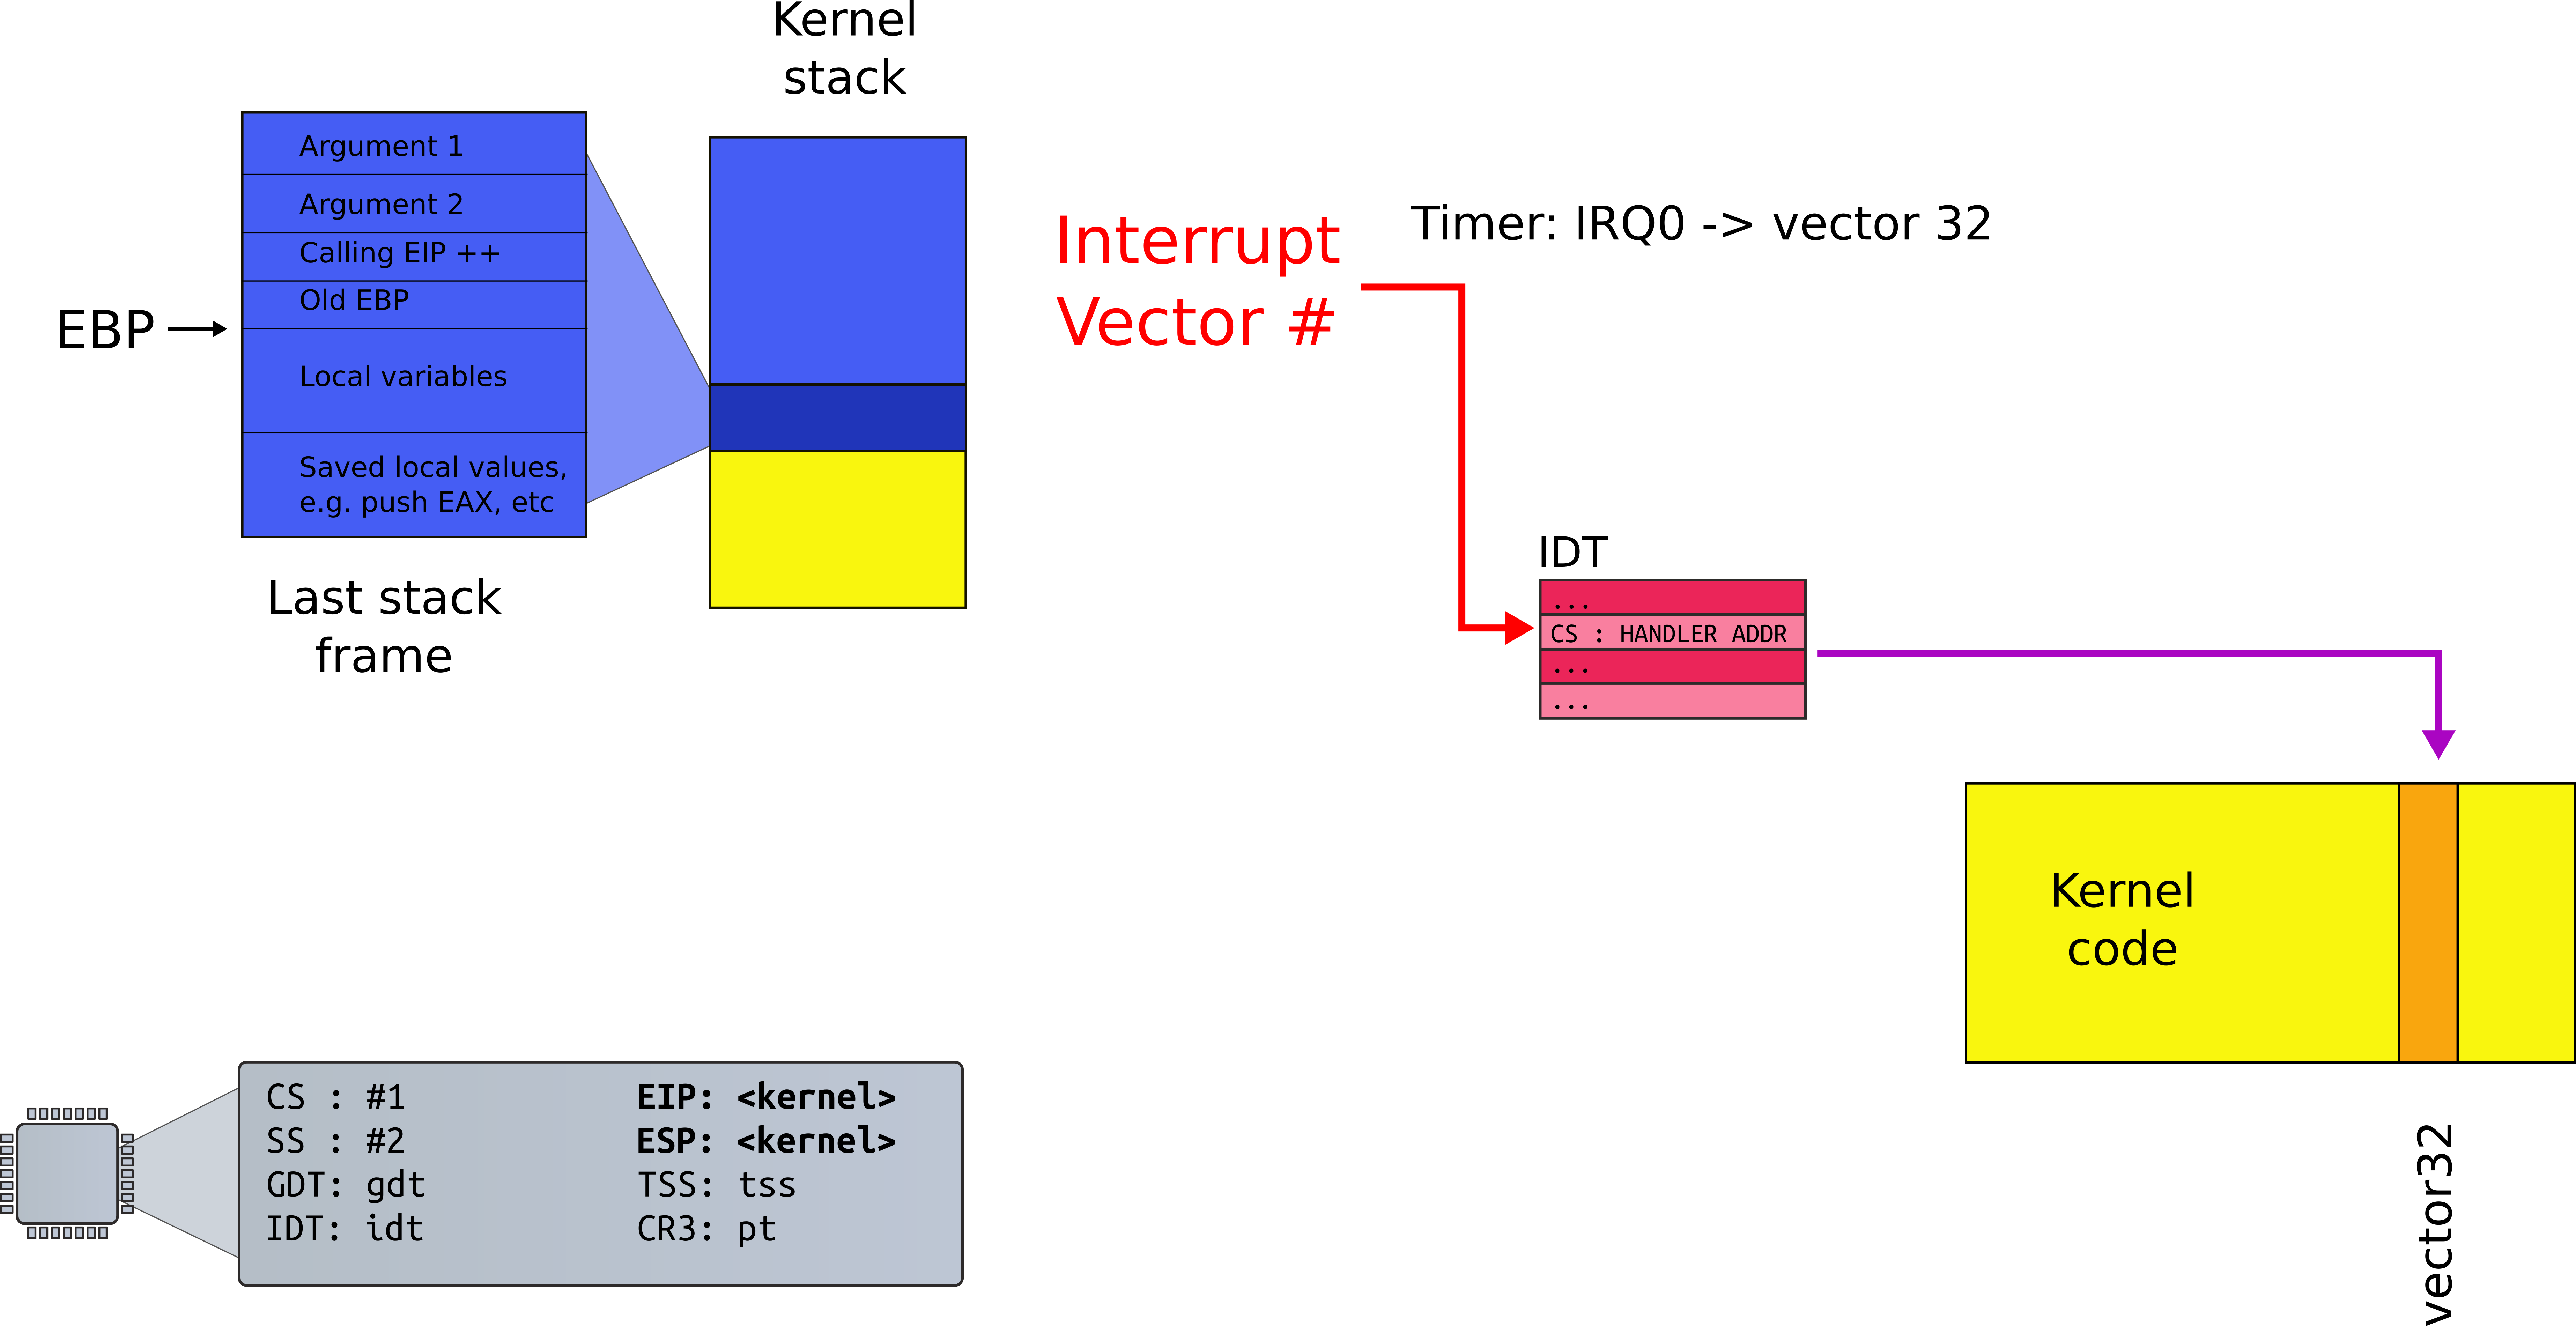 Kernel
stack
Argument 1
Argument 2
Calling EIP ++
Old EBP
EBP
Local variables
Saved local values,
e.g. push EAX, etc
Last stack
frame
Interrupt
Vector #
Timer: IRQ0 -> vector 32
IDT
...
CS : HANDLER ADDR
...
...
Kernel
code
vector32
CS : #1 EIP: <kernel>
SS : #2 ESP: <kernel>
GDT: gdt TSS: tss
IDT: idt CR3: pt